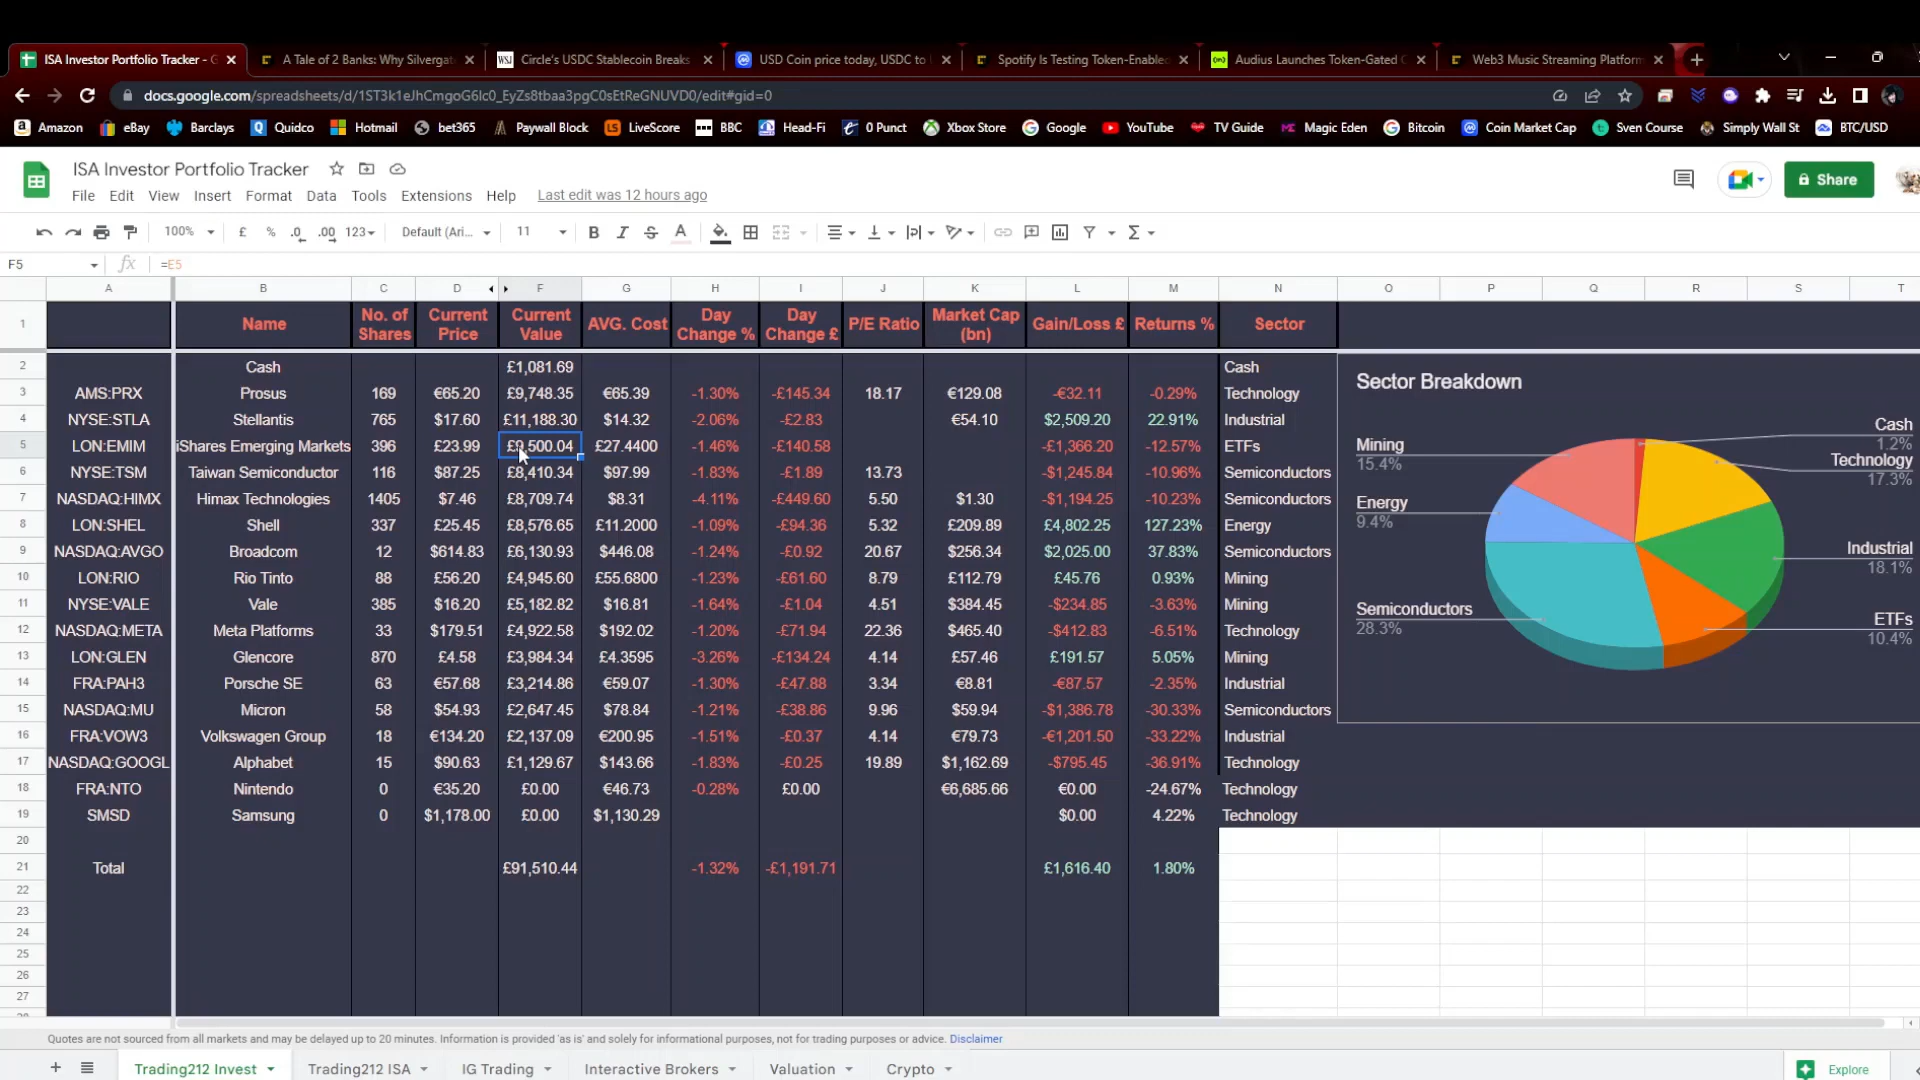 ISA Investor Portfolio Tracker - G
A Tale of 2 Banks: Why Silvergat
WSJ Circle's USDC Stablecoin Breaks
USD Coin price today, USDC to
Spotify Is Testing Token-Enabled
Audius Launches Token-Gated C
Web3 Music Streaming Platform
docs.google.com/spreadsheets/d/1ST3k1eJhCmgoG6lc0_EyZs8tbaa3pgC0sEtReGNUVD0/edit#gid=0
Amazon eBay Barclays Quidco Hotmail bet365 Paywall Block LiveScore BBC Head-Fi 0 Punct Xbox Store Google YouTube TV Guide Magic Eden Bitcoin Coin Market Cap Sven Course Simply Wall St BTC/USD
ISA Investor Portfolio Tracker
Share
File Edit View Insert Format Data Tools Extensions Help Last edit was 12 hours ago
100% £ % .0 .00 123 Default (Ari... 11 B I S A
F5 fx =E5
A B C D F G H I J K L M N O P Q R S T
1 Name No. of Shares Current Price Current Value AVG. Cost Day Change % Day Change £ P/E Ratio Market Cap (bn) Gain/Loss £ Returns % Sector
2 Cash £1,081.69 Cash
3 AMS:PRX Prosus 169 €65.20 £9,748.35 €65.39 -1.30% -£145.34 18.17 €129.08 -€32.11 -0.29% Technology
4 NYSE:STLA Stellantis 765 $17.60 £11,188.30 $14.32 -2.06% -£2.83 €54.10 $2,509.20 22.91% Industrial
5 LON:EMIM iShares Emerging Markets 396 £23.99 £9,500.04 £27.4400 -1.46% -£140.58 -£1,366.20 -12.57% ETFs
6 NYSE:TSM Taiwan Semiconductor 116 $87.25 £8,410.34 $97.99 -1.83% -£1.89 13.73 -$1,245.84 -10.96% Semiconductors
7 NASDAQ:HIMX Himax Technologies 1405 $7.46 £8,709.74 $8.31 -4.11% -£449.60 5.50 $1.30 -$1,194.25 -10.23% Semiconductors
8 LON:SHEL Shell 337 £25.45 £8,576.65 £11.2000 -1.09% -£94.36 5.32 £209.89 £4,802.25 127.23% Energy
9 NASDAQ:AVGO Broadcom 12 $614.83 £6,130.93 $446.08 -1.24% -£0.92 20.67 $256.34 $2,025.00 37.83% Semiconductors
10 LON:RIO Rio Tinto 88 £56.20 £4,945.60 £55.6800 -1.23% -£61.60 8.79 £112.79 £45.76 0.93% Mining
11 NYSE:VALE Vale 385 $16.20 £5,182.82 $16.81 -1.64% -£1.04 4.51 $384.45 -$234.85 -3.63% Mining
12 NASDAQ:META Meta Platforms 33 $179.51 £4,922.58 $192.02 -1.20% -£71.94 22.36 $465.40 -$412.83 -6.51% Technology
13 LON:GLEN Glencore 870 £4.58 £3,984.34 £4.3595 -3.26% -£134.24 4.14 £57.46 £191.57 5.05% Mining
14 FRA:PAH3 Porsche SE 63 €57.68 £3,214.86 €59.07 -1.30% -£47.88 3.34 €8.81 -€87.57 -2.35% Industrial
15 NASDAQ:MU Micron 58 $54.93 £2,647.45 $78.84 -1.21% -£38.86 9.96 $59.94 -$1,386.78 -30.33% Semiconductors
16 FRA:VOW3 Volkswagen Group 18 €134.20 £2,137.09 €200.95 -1.51% -£0.37 4.14 €79.73 -€1,201.50 -33.22% Industrial
17 NASDAQ:GOOGL Alphabet 15 $90.63 £1,129.67 $143.66 -1.83% -£0.25 19.89 $1,162.69 -$795.45 -36.91% Technology
18 FRA:NTO Nintendo 0 €35.20 £0.00 €46.73 -0.28% £0.00 €6,685.66 €0.00 -24.67% Technology
19 SMSD Samsung 0 $1,178.00 £0.00 $1,130.29 $0.00 4.22% Technology
20
21 Total £91,510.44 -1.32% -£1,191.71 £1,616.40 1.80%
22
23
24
25
26
27
Sector Breakdown
Cash
1.2%
Mining
15.4%
Technology
17.3%
Energy
9.4%
Industrial
18.1%
Semiconductors
28.3%
ETFs
10.4%
Quotes are not sourced from all markets and may be delayed up to 20 minutes. Information is provided 'as is' and solely for informational purposes, not for trading purposes or advice. Disclaimer
Trading212 Invest Trading212 ISA IG Trading Interactive Brokers Valuation Crypto Explore